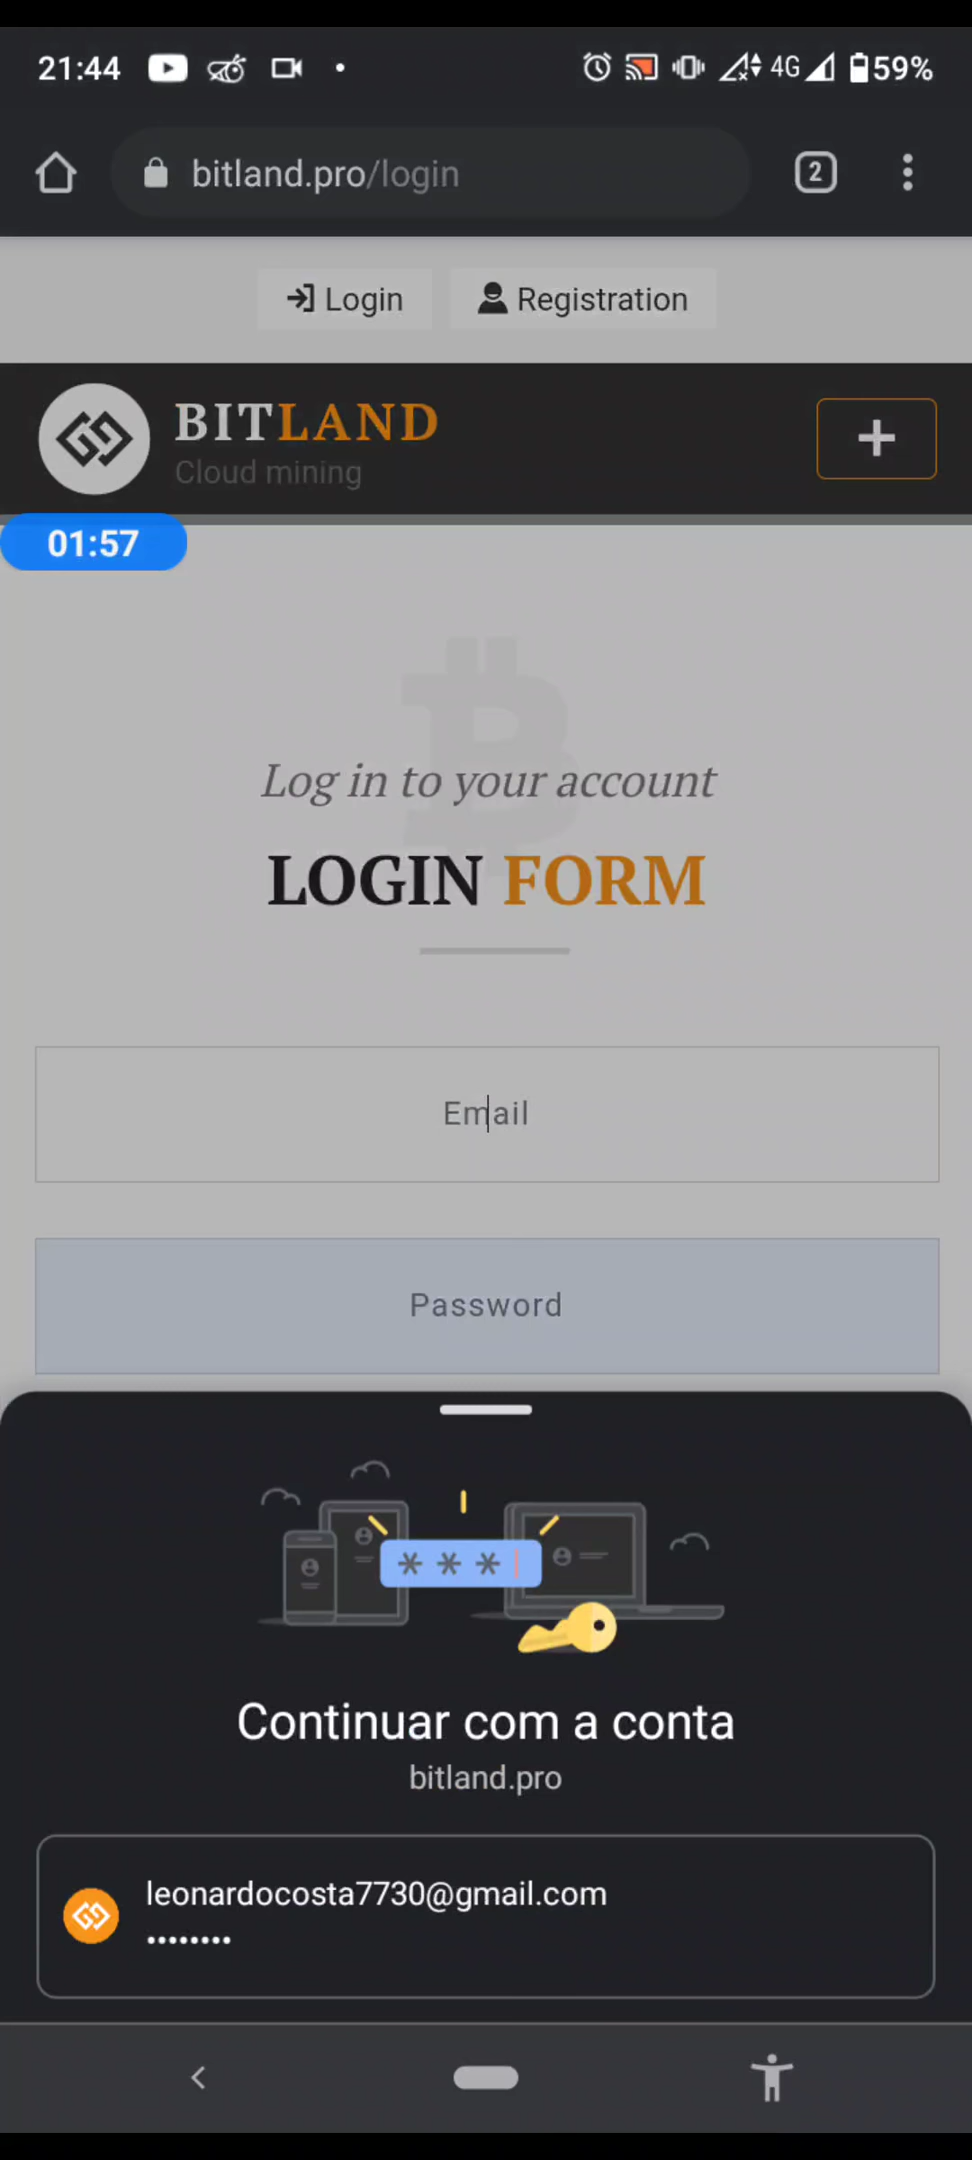 21:44
4G
59%
bitland.pro/login
2
Login
Registration
BITLAND
Cloud mining
01:57
Log in to your account
LOGIN FORM
Email
Password
***
Continuar com a conta
bitland.pro
leonardocosta7730@gmail.com
••••••••